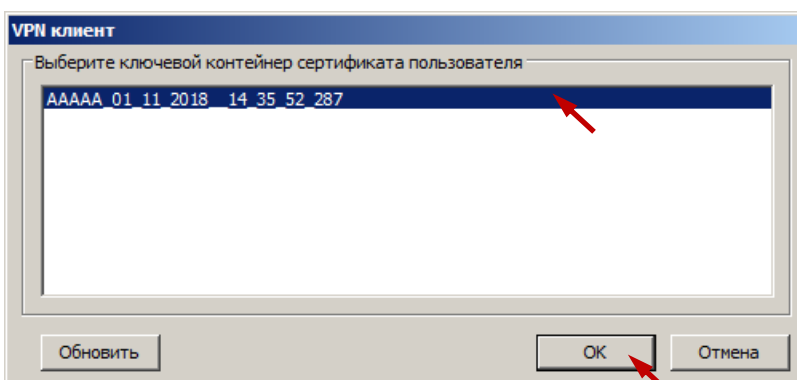 VPN клиент
Выберите ключевой контейнер сертификата пользователя
AAAAA_01_11_2018__14_35_52_287
Обновить
OK
Отмена